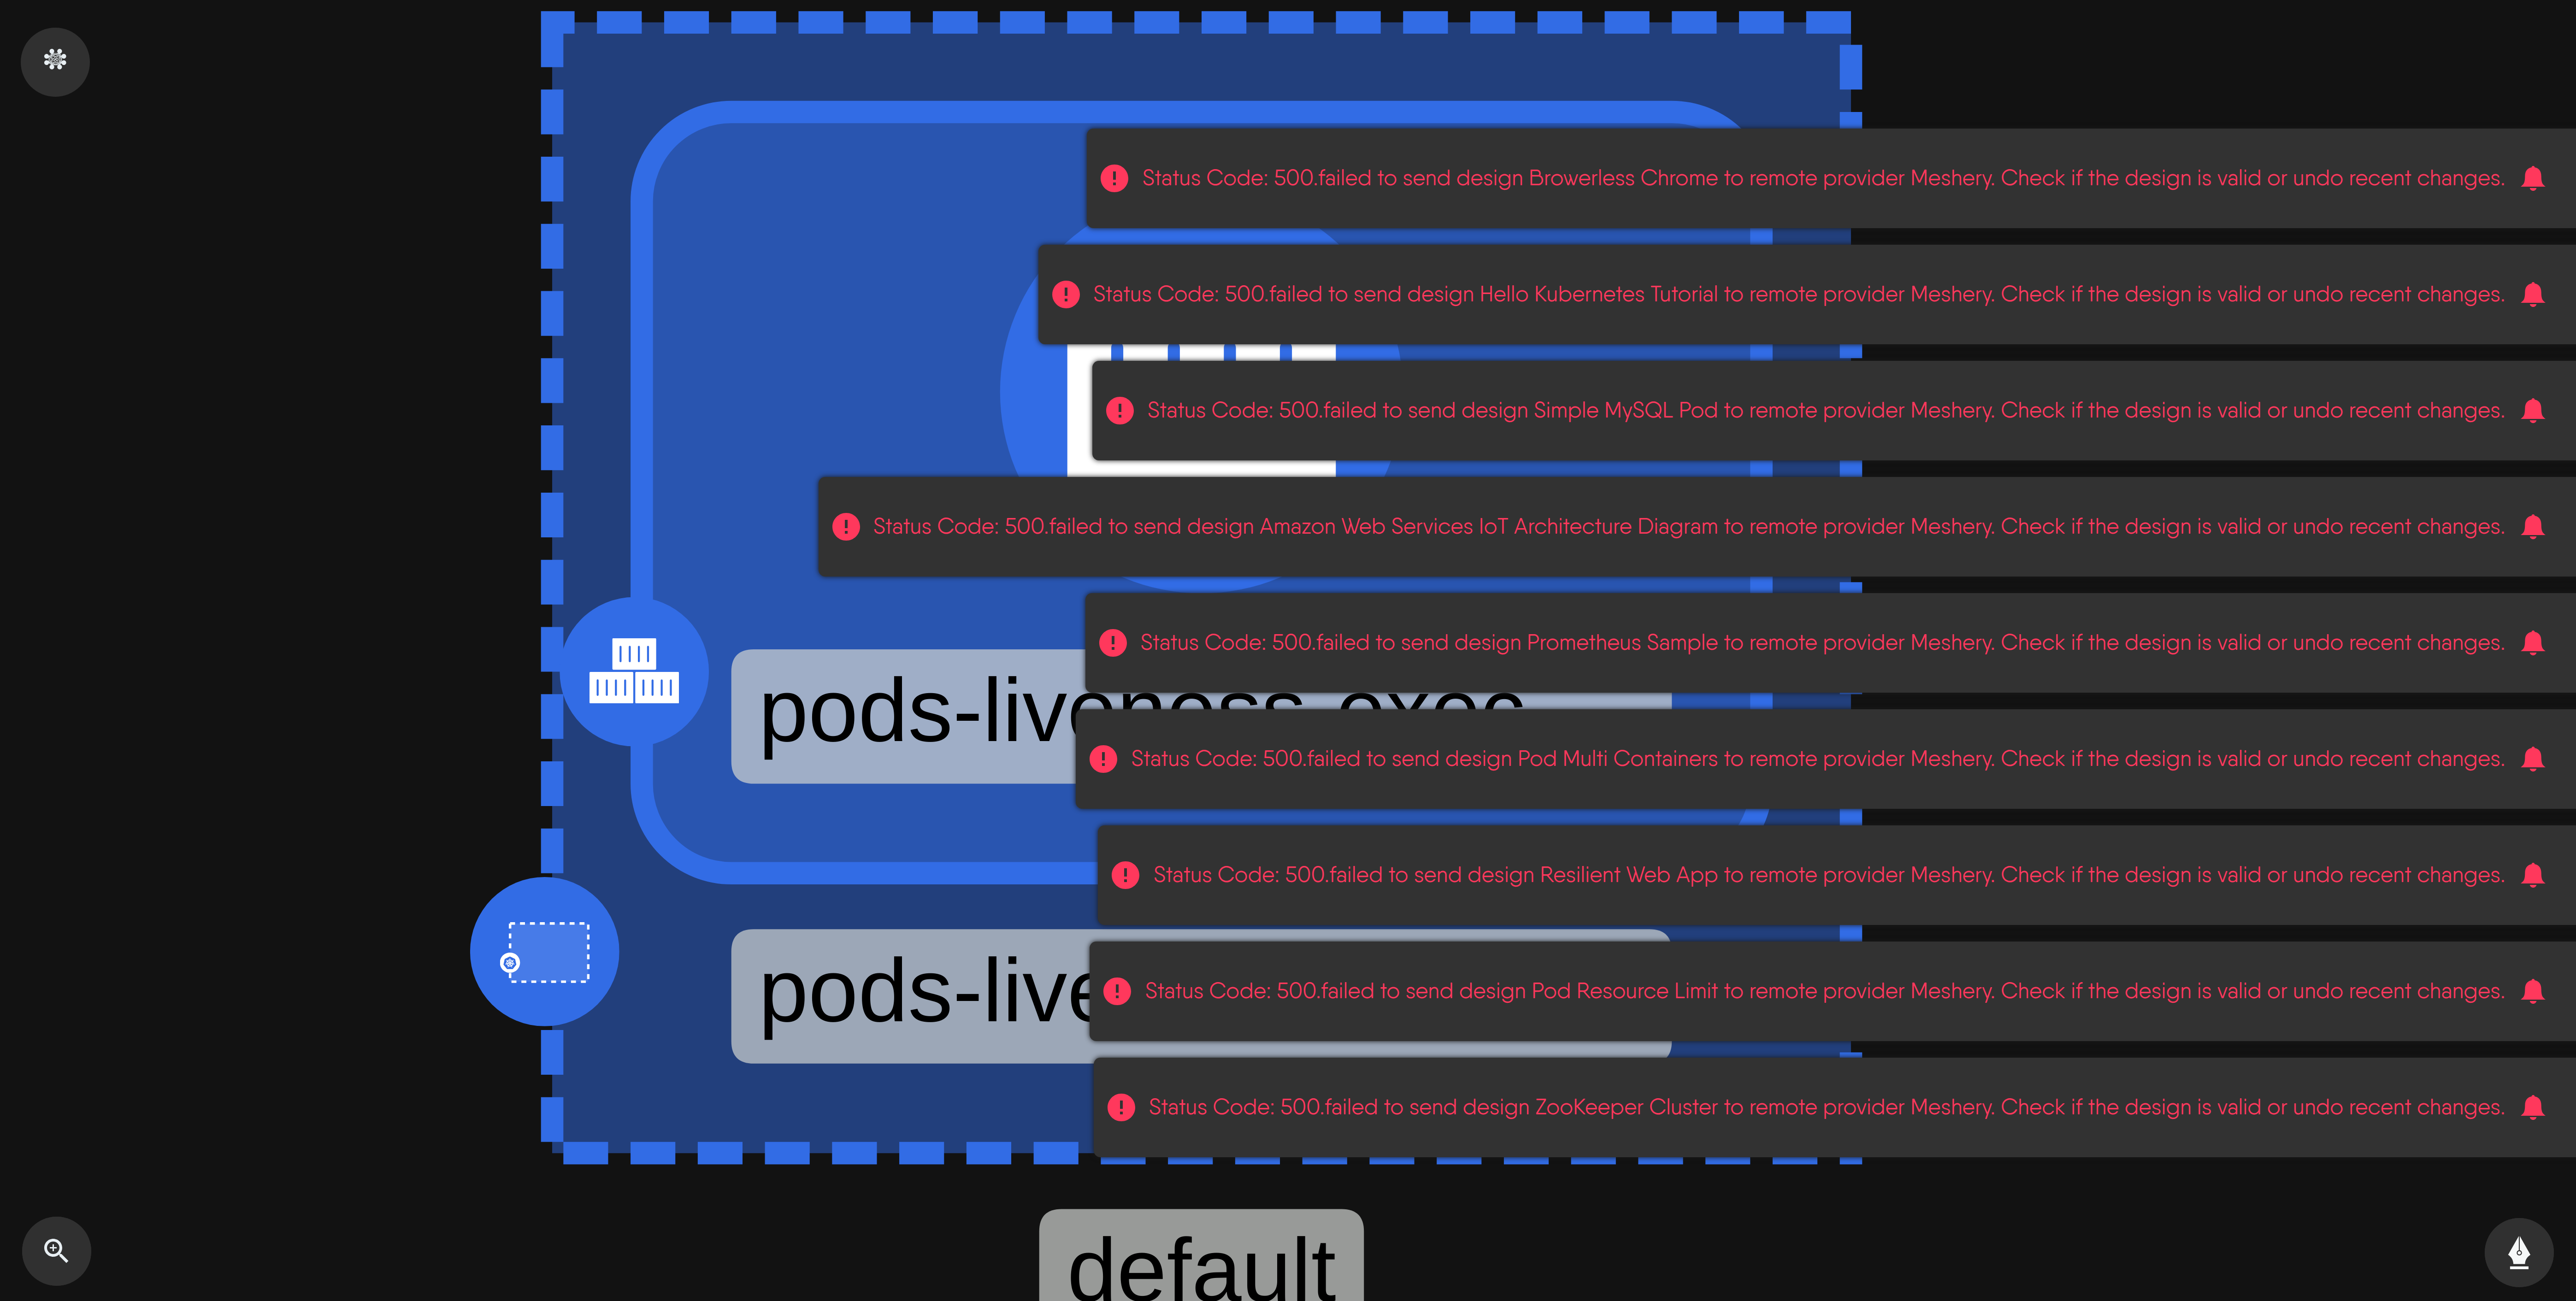 Status Code: 500.failed to send design Browerless Chrome to remote provider Meshery. Check if the design is valid or undo recent changes.
Status Code: 500.failed to send design Hello Kubernetes Tutorial to remote provider Meshery. Check if the design is valid or undo recent changes.
Status Code: 500.failed to send design Simple MySQL Pod to remote provider Meshery. Check if the design is valid or undo recent changes.
Status Code: 500.failed to send design Amazon Web Services IoT Architecture Diagram to remote provider Meshery. Check if the design is valid or undo recent changes.
Status Code: 500.failed to send design Prometheus Sample to remote provider Meshery. Check if the design is valid or undo recent changes.
pods-liveness-exec
Status Code: 500.failed to send design Pod Multi Containers to remote provider Meshery. Check if the design is valid or undo recent changes.
Status Code: 500.failed to send design Resilient Web App to remote provider Meshery. Check if the design is valid or undo recent changes.
pods-live
Status Code: 500.failed to send design Pod Resource Limit to remote provider Meshery. Check if the design is valid or undo recent changes.
Status Code: 500.failed to send design ZooKeeper Cluster to remote provider Meshery. Check if the design is valid or undo recent changes.
default